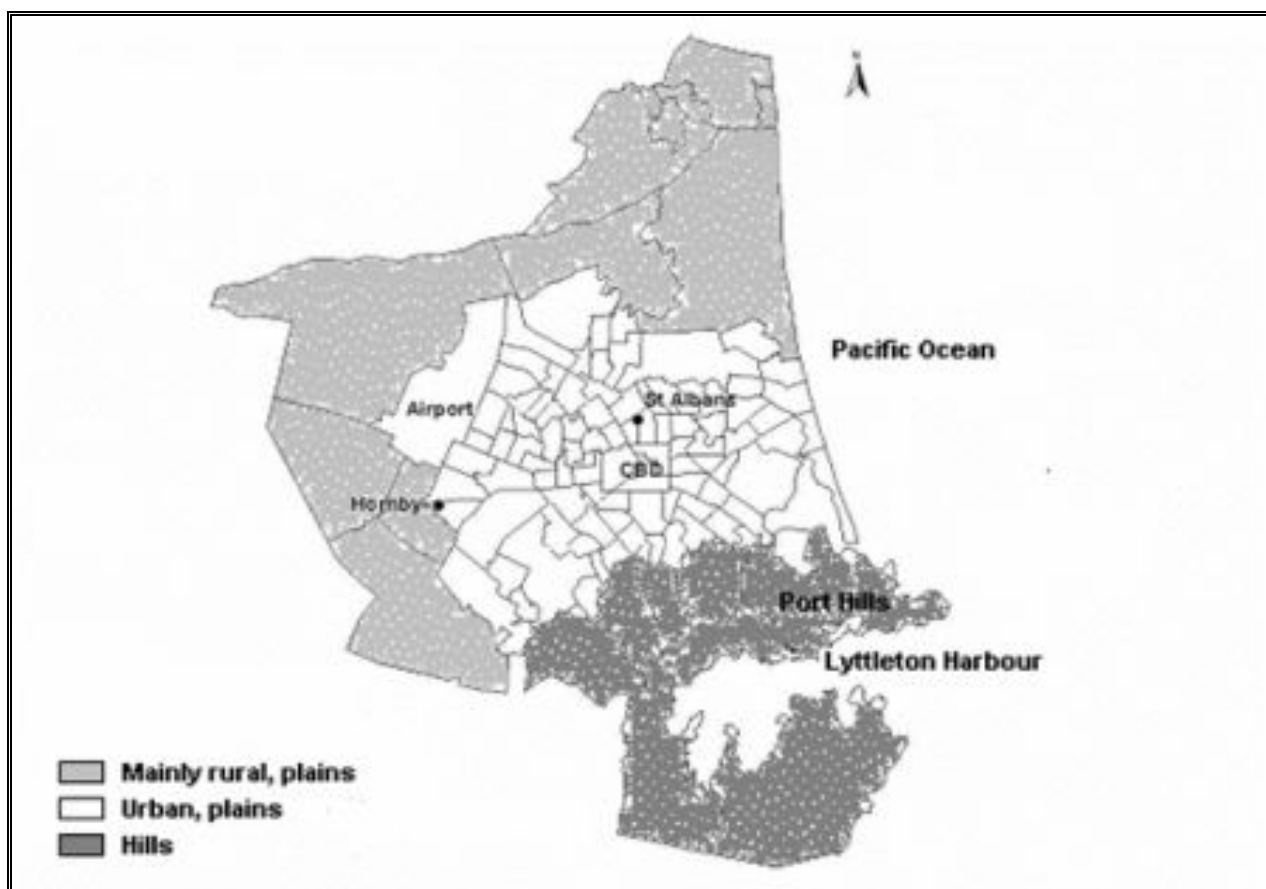 N
Pacific Ocean
St Albans
Airport
CBD
Hornby
Port Hills
Lyttleton Harbour
Mainly rural, plains
Urban, plains
Hills